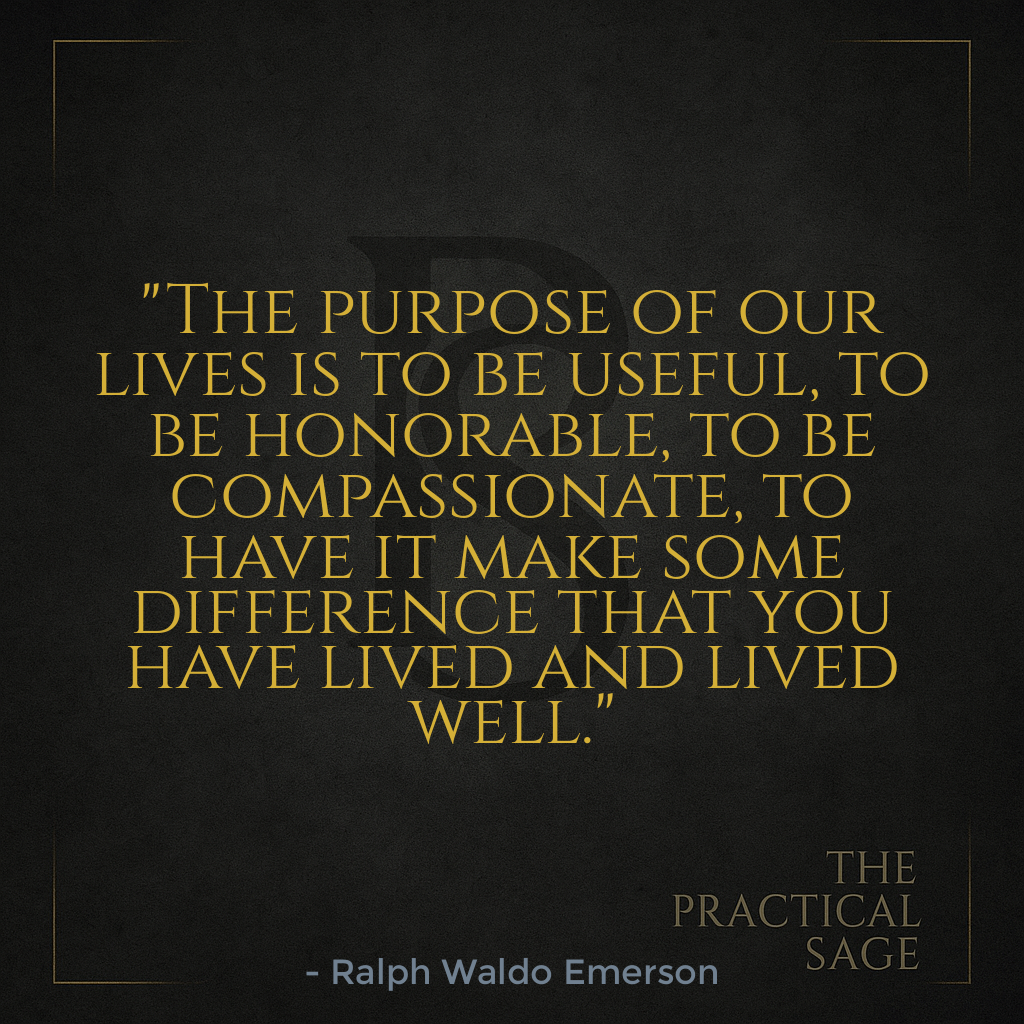 "The purpose of our
lives is to be useful, to
be honorable, to be
compassionate, to
have it make some
difference that you
have lived and lived
well."
THE
PRACTICAL
SAGE
- Ralph Waldo Emerson